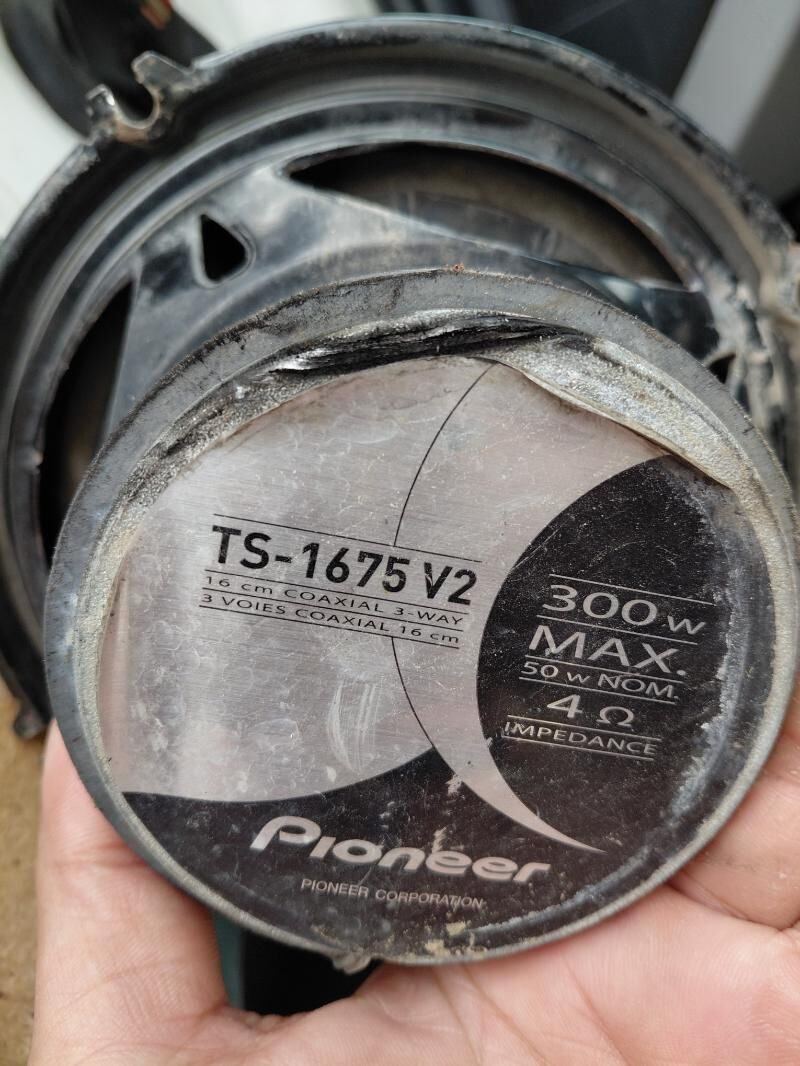 TS-1675 V2
16 cm COAXIAL 3-WAY
3 VOIES COAXIAL 16 cm
300 w
MAX.
50 w NOM.
4 Ω
IMPEDANCE
Pioneer
PIONEER CORPORATION